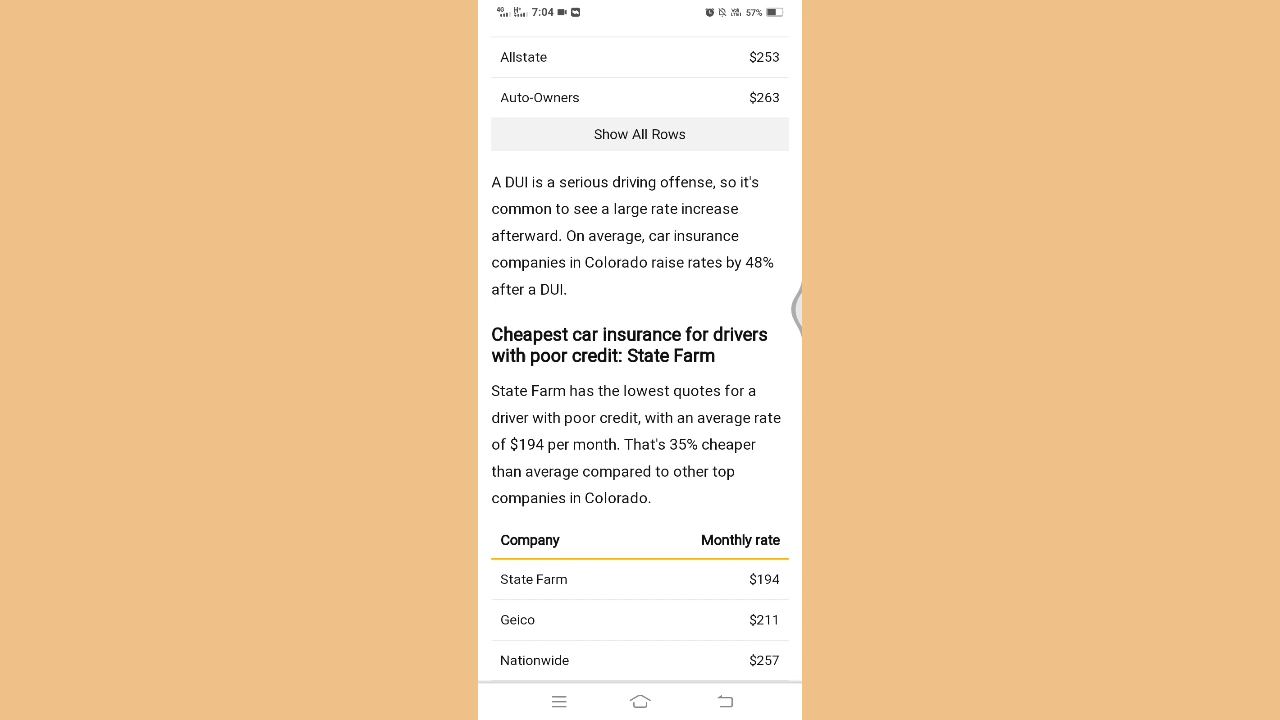 4G H+ 7:04 57%
Allstate $253
Auto-Owners $263
Show All Rows
A DUI is a serious driving offense, so it's
common to see a large rate increase
afterward. On average, car insurance
companies in Colorado raise rates by 48%
after a DUI.
Cheapest car insurance for drivers
with poor credit: State Farm
State Farm has the lowest quotes for a
driver with poor credit, with an average rate
of $194 per month. That's 35% cheaper
than average compared to other top
companies in Colorado.
Company Monthly rate
State Farm $194
Geico $211
Nationwide $257